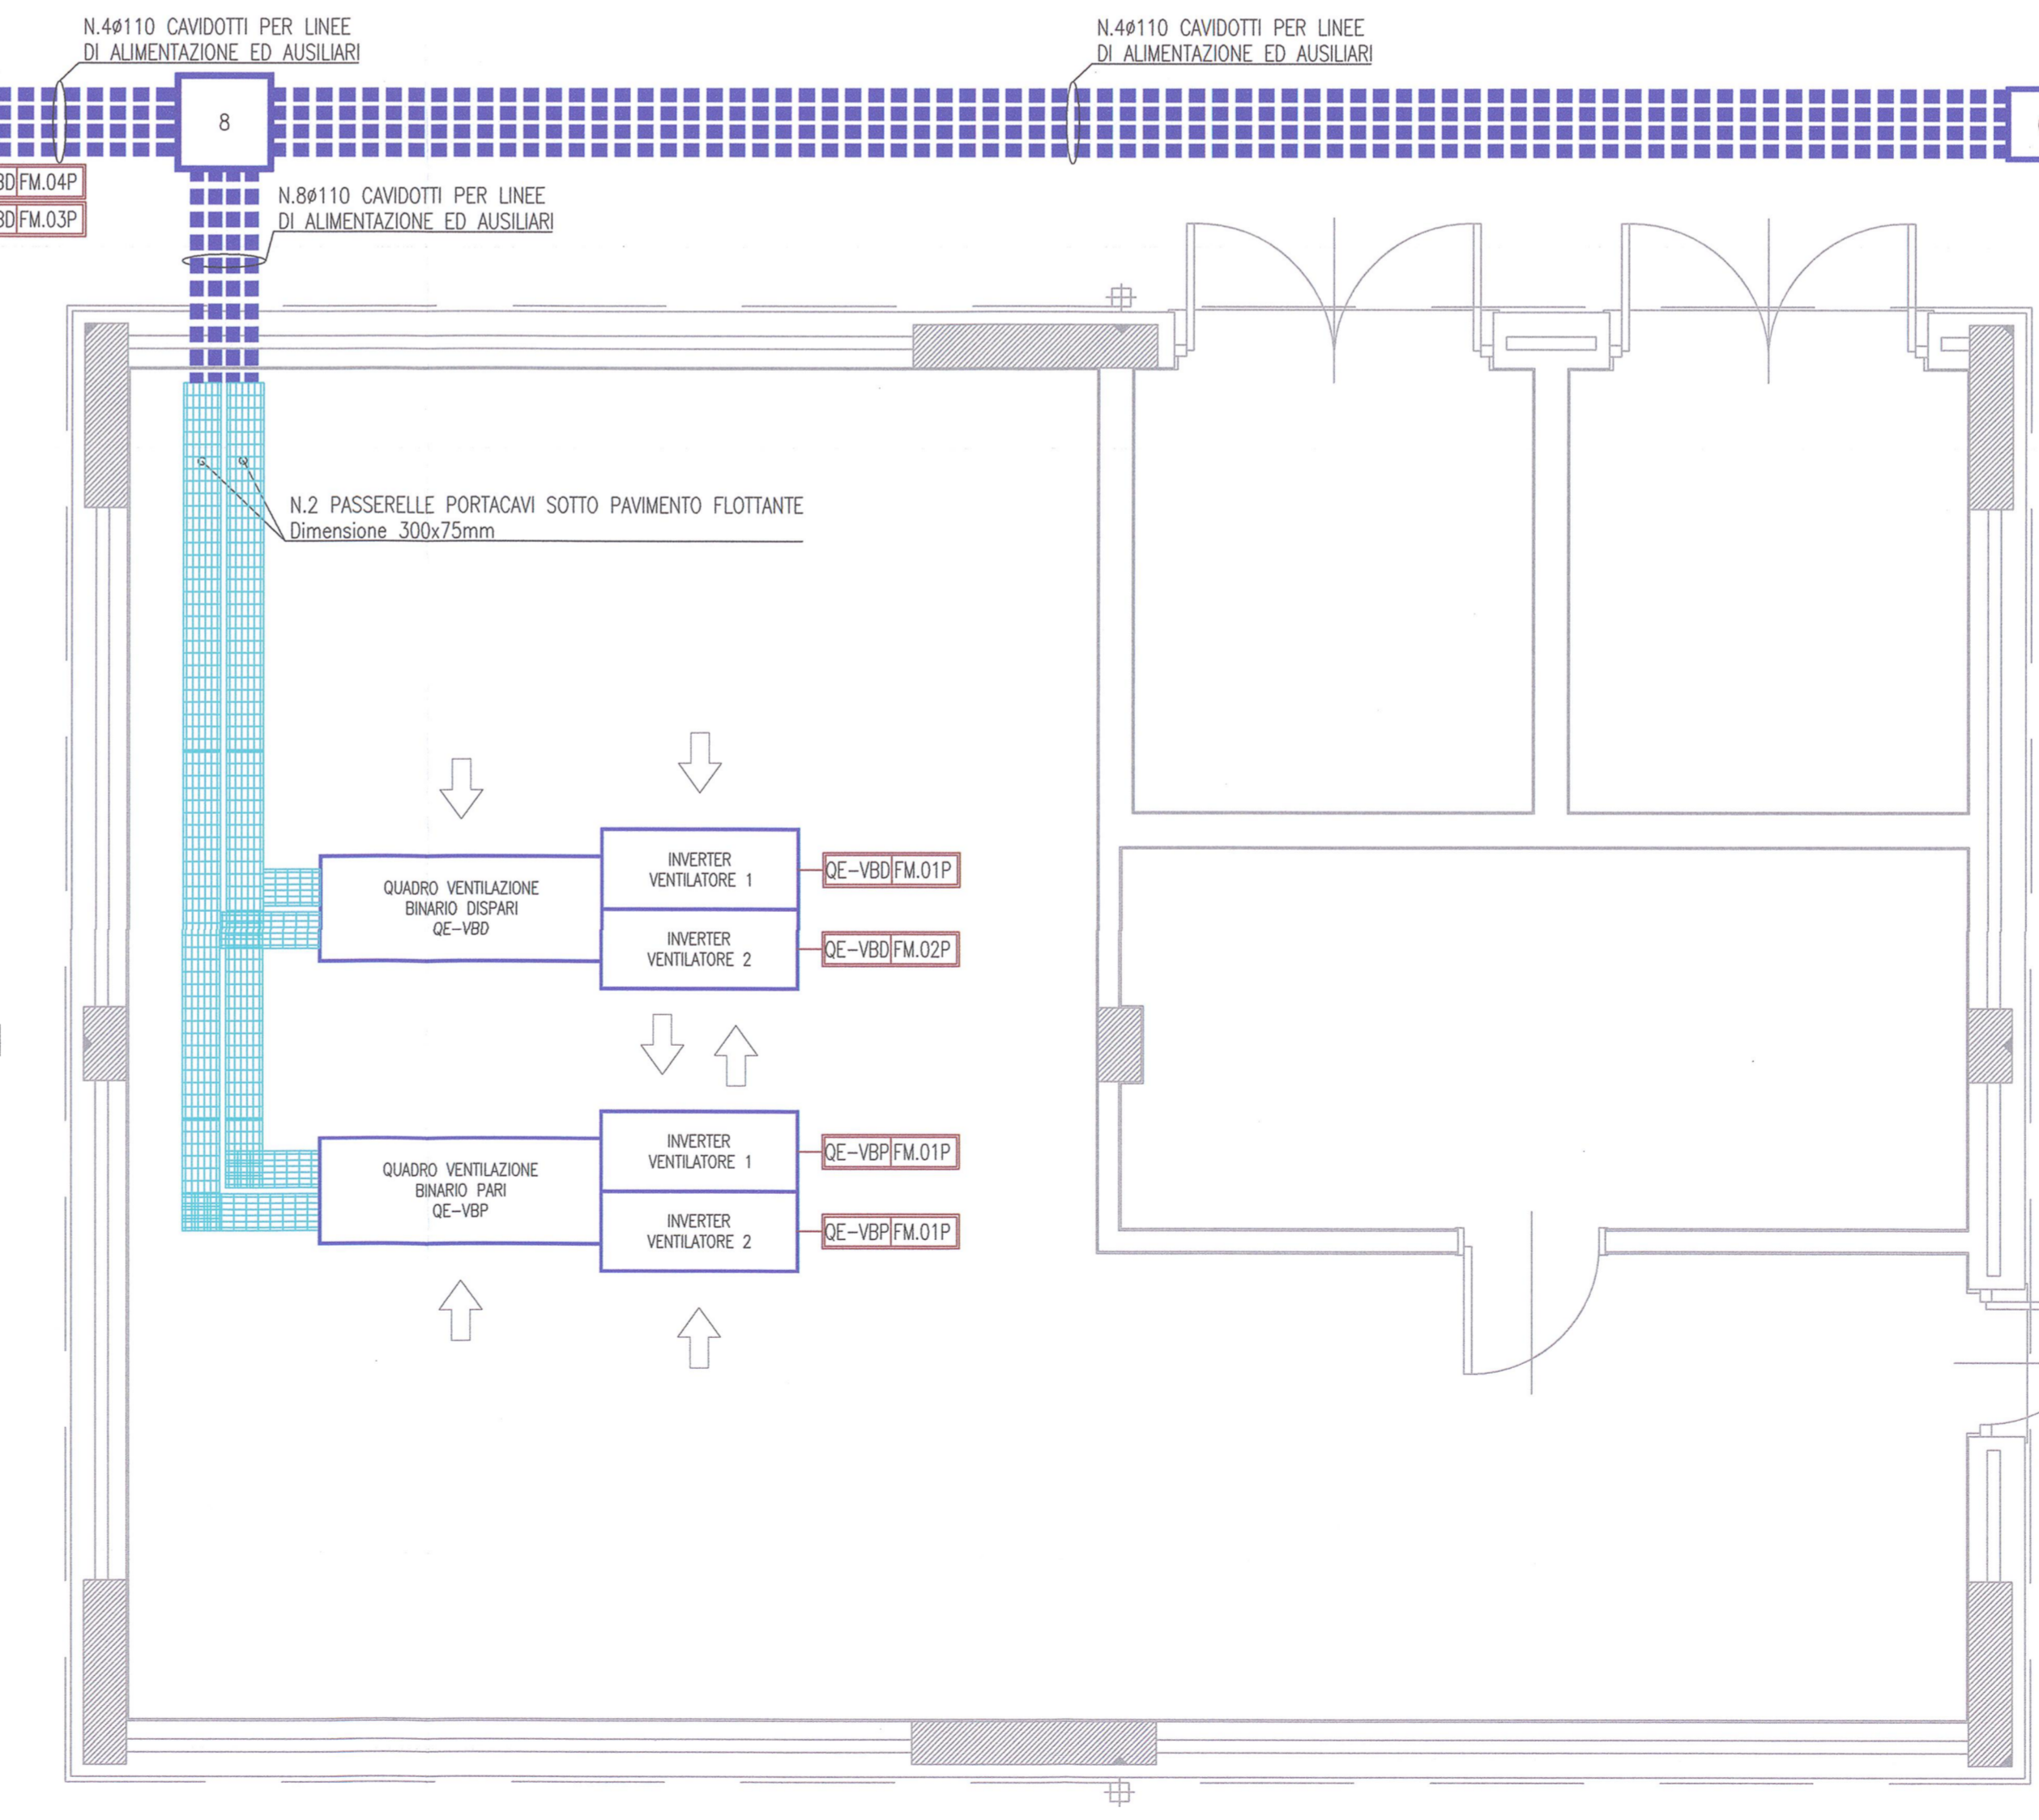 N.4ø110 CAVIDOTTI PER LINEE
DI ALIMENTAZIONE ED AUSILIARI
N.4ø110 CAVIDOTTI PER LINEE
DI ALIMENTAZIONE ED AUSILIARI
8
FM.04P
FM.03P
N.8ø110 CAVIDOTTI PER LINEE
DI ALIMENTAZIONE ED AUSILIARI
N.2 PASSERELLE PORTACAVI SOTTO PAVIMENTO FLOTTANTE
Dimensione 300x75mm
QUADRO VENTILAZIONE
BINARIO DISPARI
QE-VBD
INVERTER
VENTILATORE 1
QE-VBD FM.01P
INVERTER
VENTILATORE 2
QE-VBD FM.02P
QUADRO VENTILAZIONE
BINARIO PARI
QE-VBP
INVERTER
VENTILATORE 1
QE-VBP FM.01P
INVERTER
VENTILATORE 2
QE-VBP FM.01P